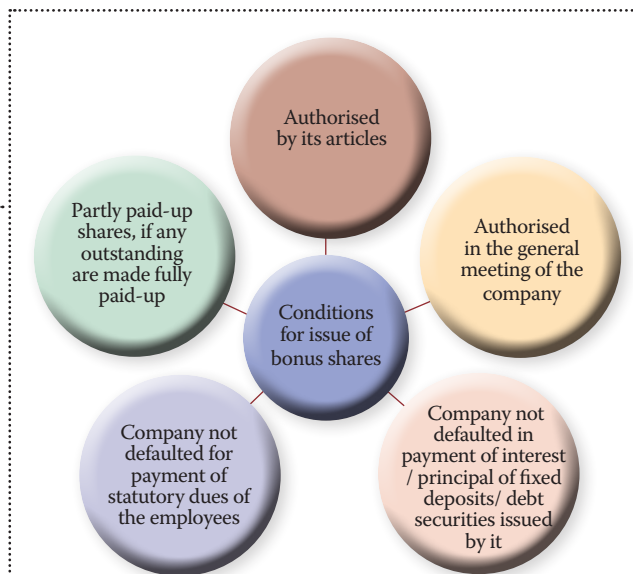 Authorised
by its articles
Authorised
in the general
meeting of the
company
Company not
defaulted in
payment of interest
/ principal of fixed
deposits/ debt
securities issued
by it
Company not
defaulted for
payment of
statutory dues of
the employees
Partly paid-up
shares, if any
outstanding
are made fully
paid-up
Conditions
for issue of
bonus shares